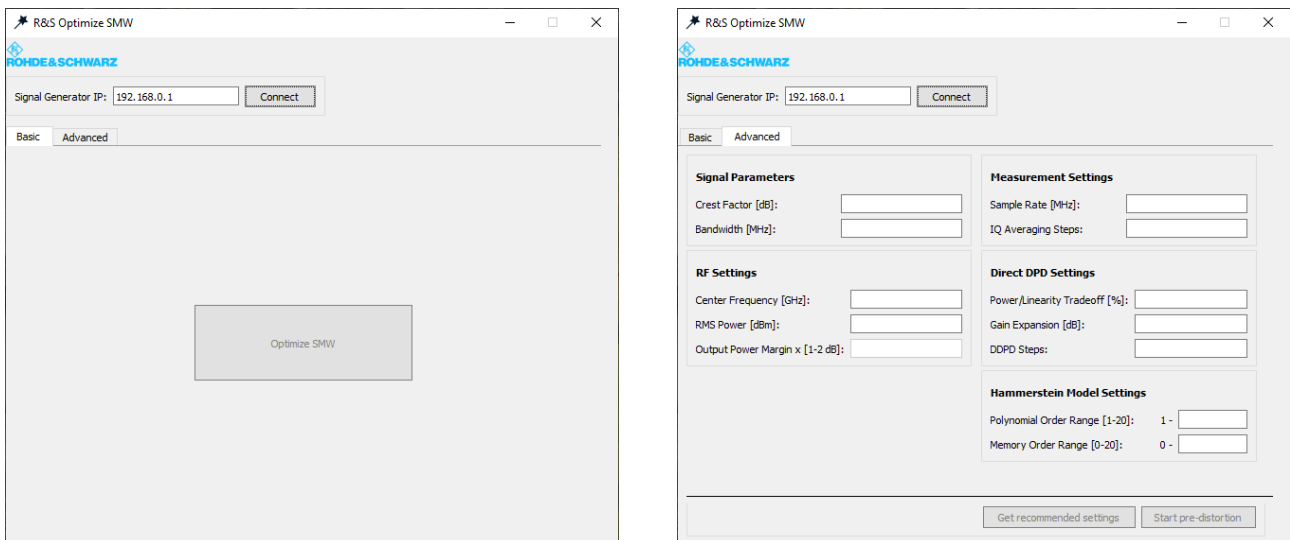 R&S Optimize SMW
ROHDE&SCHWARZ
Signal Generator IP: 192.168.0.1 Connect
Basic Advanced
Optimize SMW
R&S Optimize SMW
ROHDE&SCHWARZ
Signal Generator IP: 192.168.0.1 Connect
Basic Advanced
Signal Parameters
Crest Factor [dB]:
Bandwidth [MHz]:
Measurement Settings
Sample Rate [MHz]:
IQ Averaging Steps:
RF Settings
Center Frequency [GHz]:
RMS Power [dBm]:
Output Power Margin x [1-2 dB]:
Direct DPD Settings
Power/Linearity Tradeoff [%]:
Gain Expansion [dB]:
DDPD Steps:
Hammerstein Model Settings
Polynomial Order Range [1-20]: 1 -
Memory Order Range [0-20]: 0 -
Get recommended settings Start pre-distortion